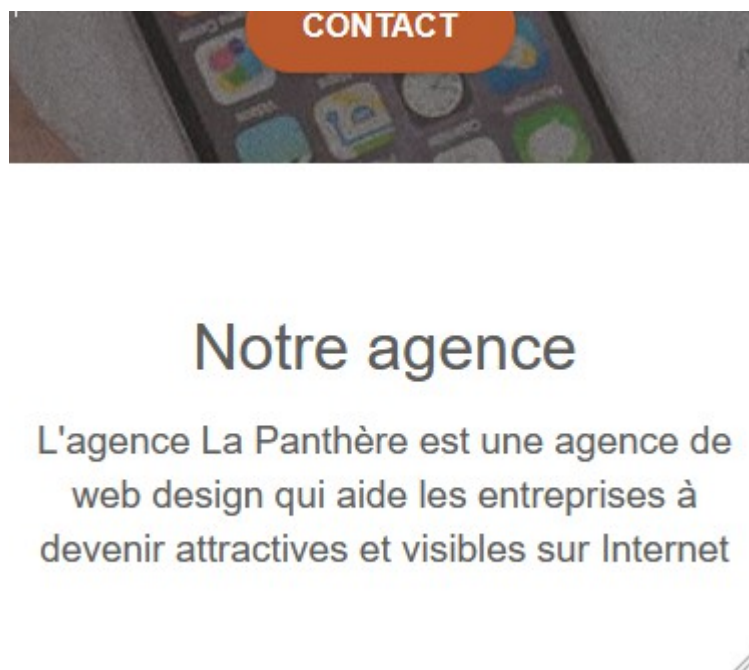 CONTACT
Notre agence
L'agence La Panthère est une agence de
web design qui aide les entreprises à
devenir attractives et visibles sur Internet